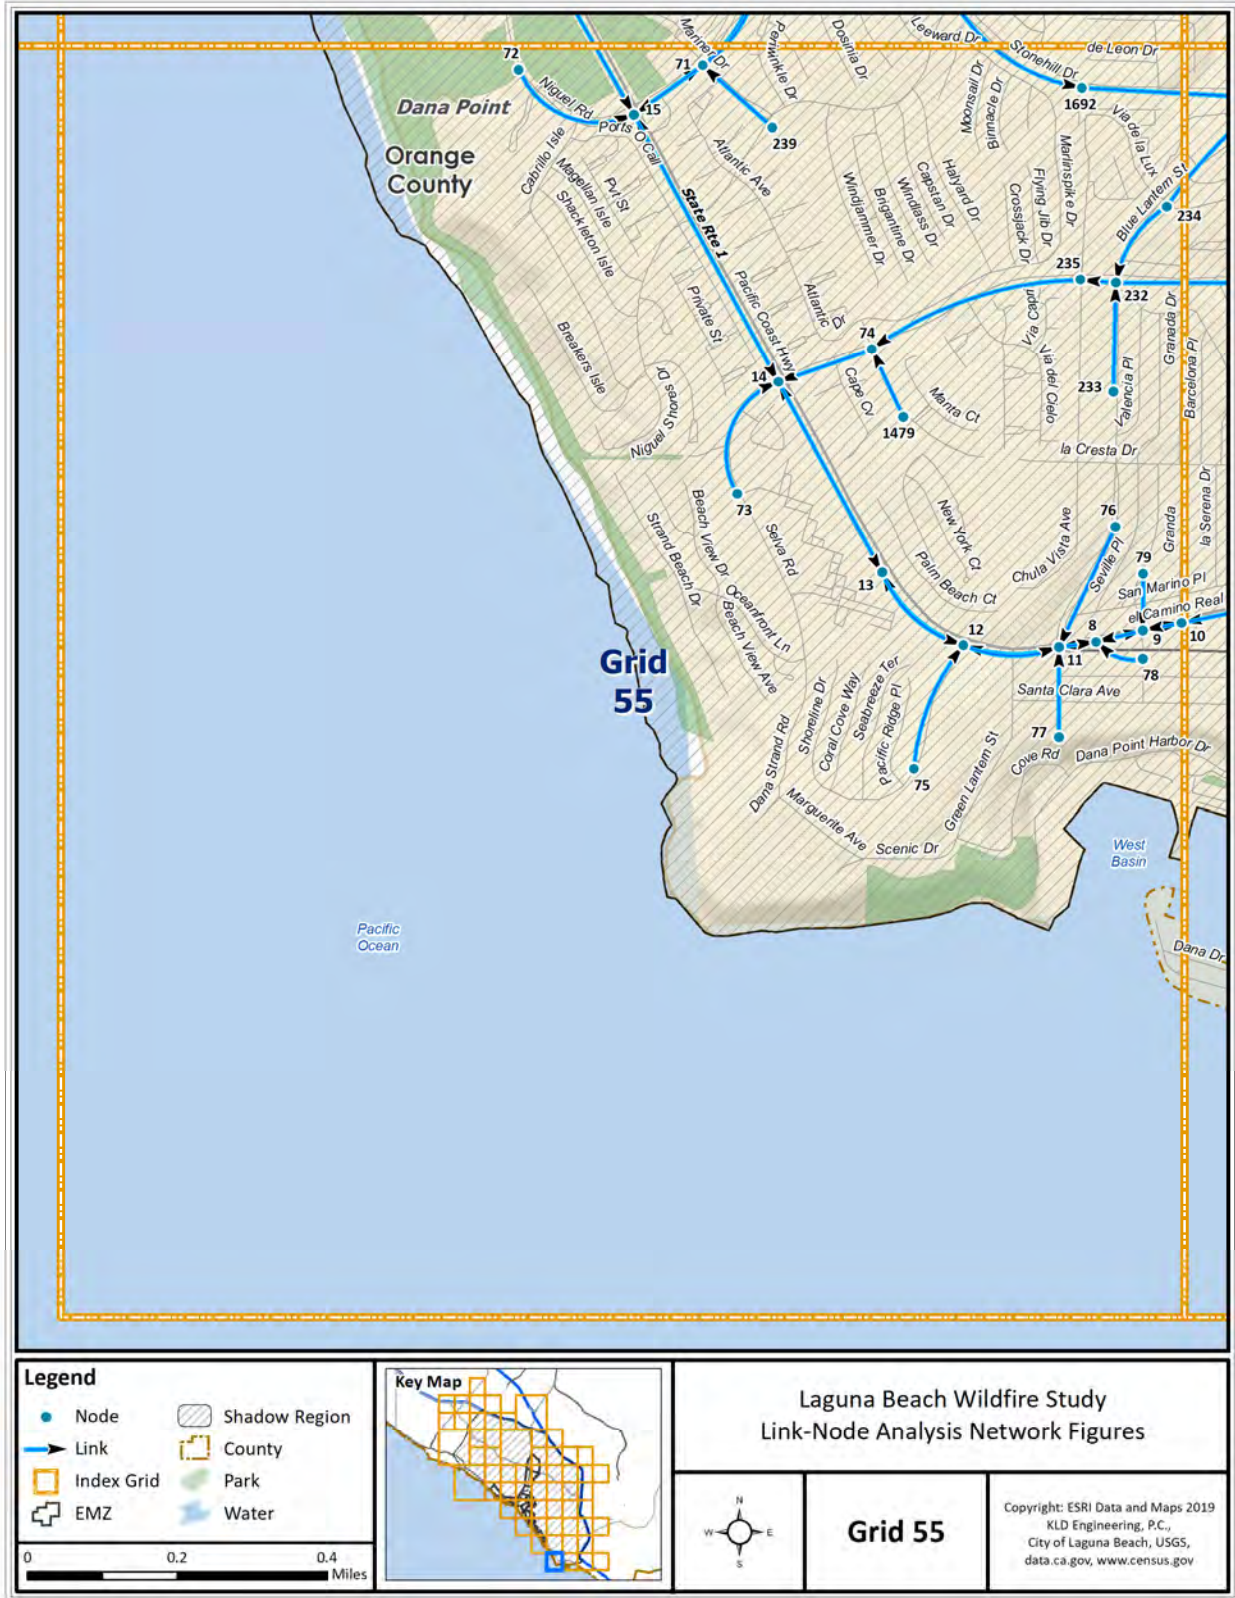 Mariner Dr
Periwinkle Dr
Dosinia Dr
Leeward Dr
Stonehill Dr
de Leon Dr
72
71
1692
Niguel Rd
Dana Point
15
Ports O Call
239
Moonsail Dr
Binnacle Dr
Via de la Lux
Orange
County
Cabrillo Isle
Magellan Isle
Pvt St
Shackleton Isle
Atlantic Ave
State Rte 1
Windjammer Dr
Brigantine Dr
Windlass Dr
Capstan Dr
Halyard Dr
Crossjack Dr
Flying Jib Dr
Marlinspike Dr
Blue Lantern St
234
235
232
Private St
Pacific Coast Hwy
Atlantic
Dr
74
Via Cadu
Via del Cielo
Granada Dr
Barcelona Pl
Breakers Isle
14
Cape Cv
Manta Ct
233
Valencia Pl
Niguel Shores Dr
1479
la Cresta Dr
73
Selva Rd
Beach View Dr
Strand Beach Dr
New York Ct
Chula Vista Ave
76
Seville Pl
Granda
la Serena Dr
79
San Marino Pl
el Camino Real
13
Palm Beach Ct
Oceanfront Ln
Beach View Ave
12
11
8
9
10
78
Grid
55
Santa Clara Ave
Shoreline Dr
Coral Cove Way
Seabreeze Ter
Pacific Ridge Pl
Dana Strand Rd
75
77
Green Lantern St
Cove Rd
Dana Point Harbor Dr
Marguerite Ave
Scenic Dr
West
Basin
Pacific
Ocean
Dana Dr
Legend
Node
Link
Index Grid
EMZ
Shadow Region
County
Park
Water
0
0.2
0.4
Miles
Key Map
Laguna Beach Wildfire Study
Link-Node Analysis Network Figures
N
W
E
S
Grid 55
Copyright: ESRI Data and Maps 2019
KLD Engineering, P.C.,
City of Laguna Beach, USGS,
data.ca.gov, www.census.gov